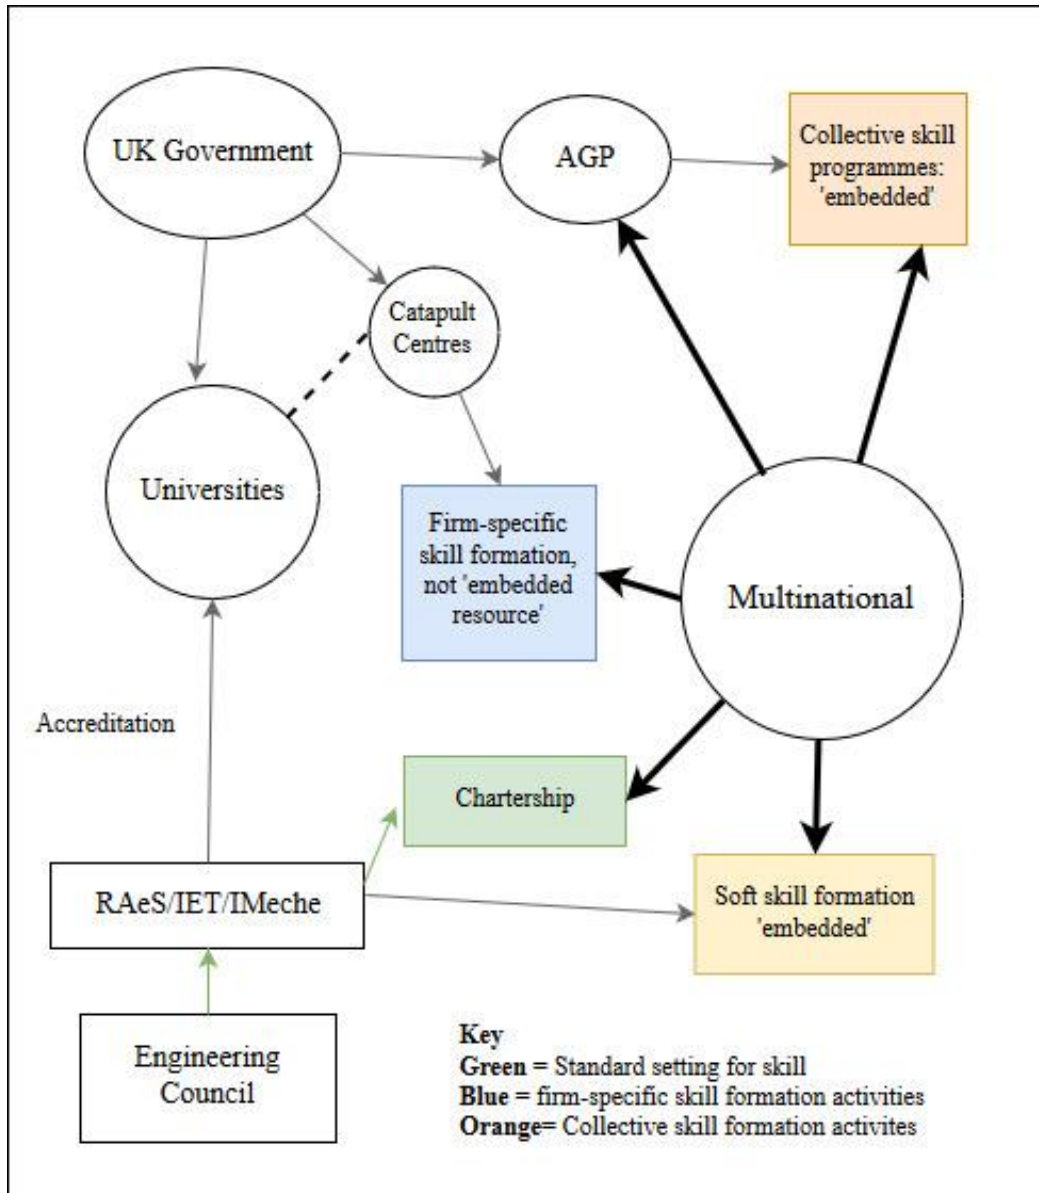 UK Government
AGP
Collective skill
programmes:
'embedded'
Catapult
Centres
Universities
Firm-specific
skill formation,
not 'embedded
resource'
Multinational
Accreditation
Chartership
RAeS/IET/IMeche
Soft skill formation
'embedded'
Engineering
Council
Key
Green = Standard setting for skill
Blue = firm-specific skill formation activities
Orange= Collective skill formation activites